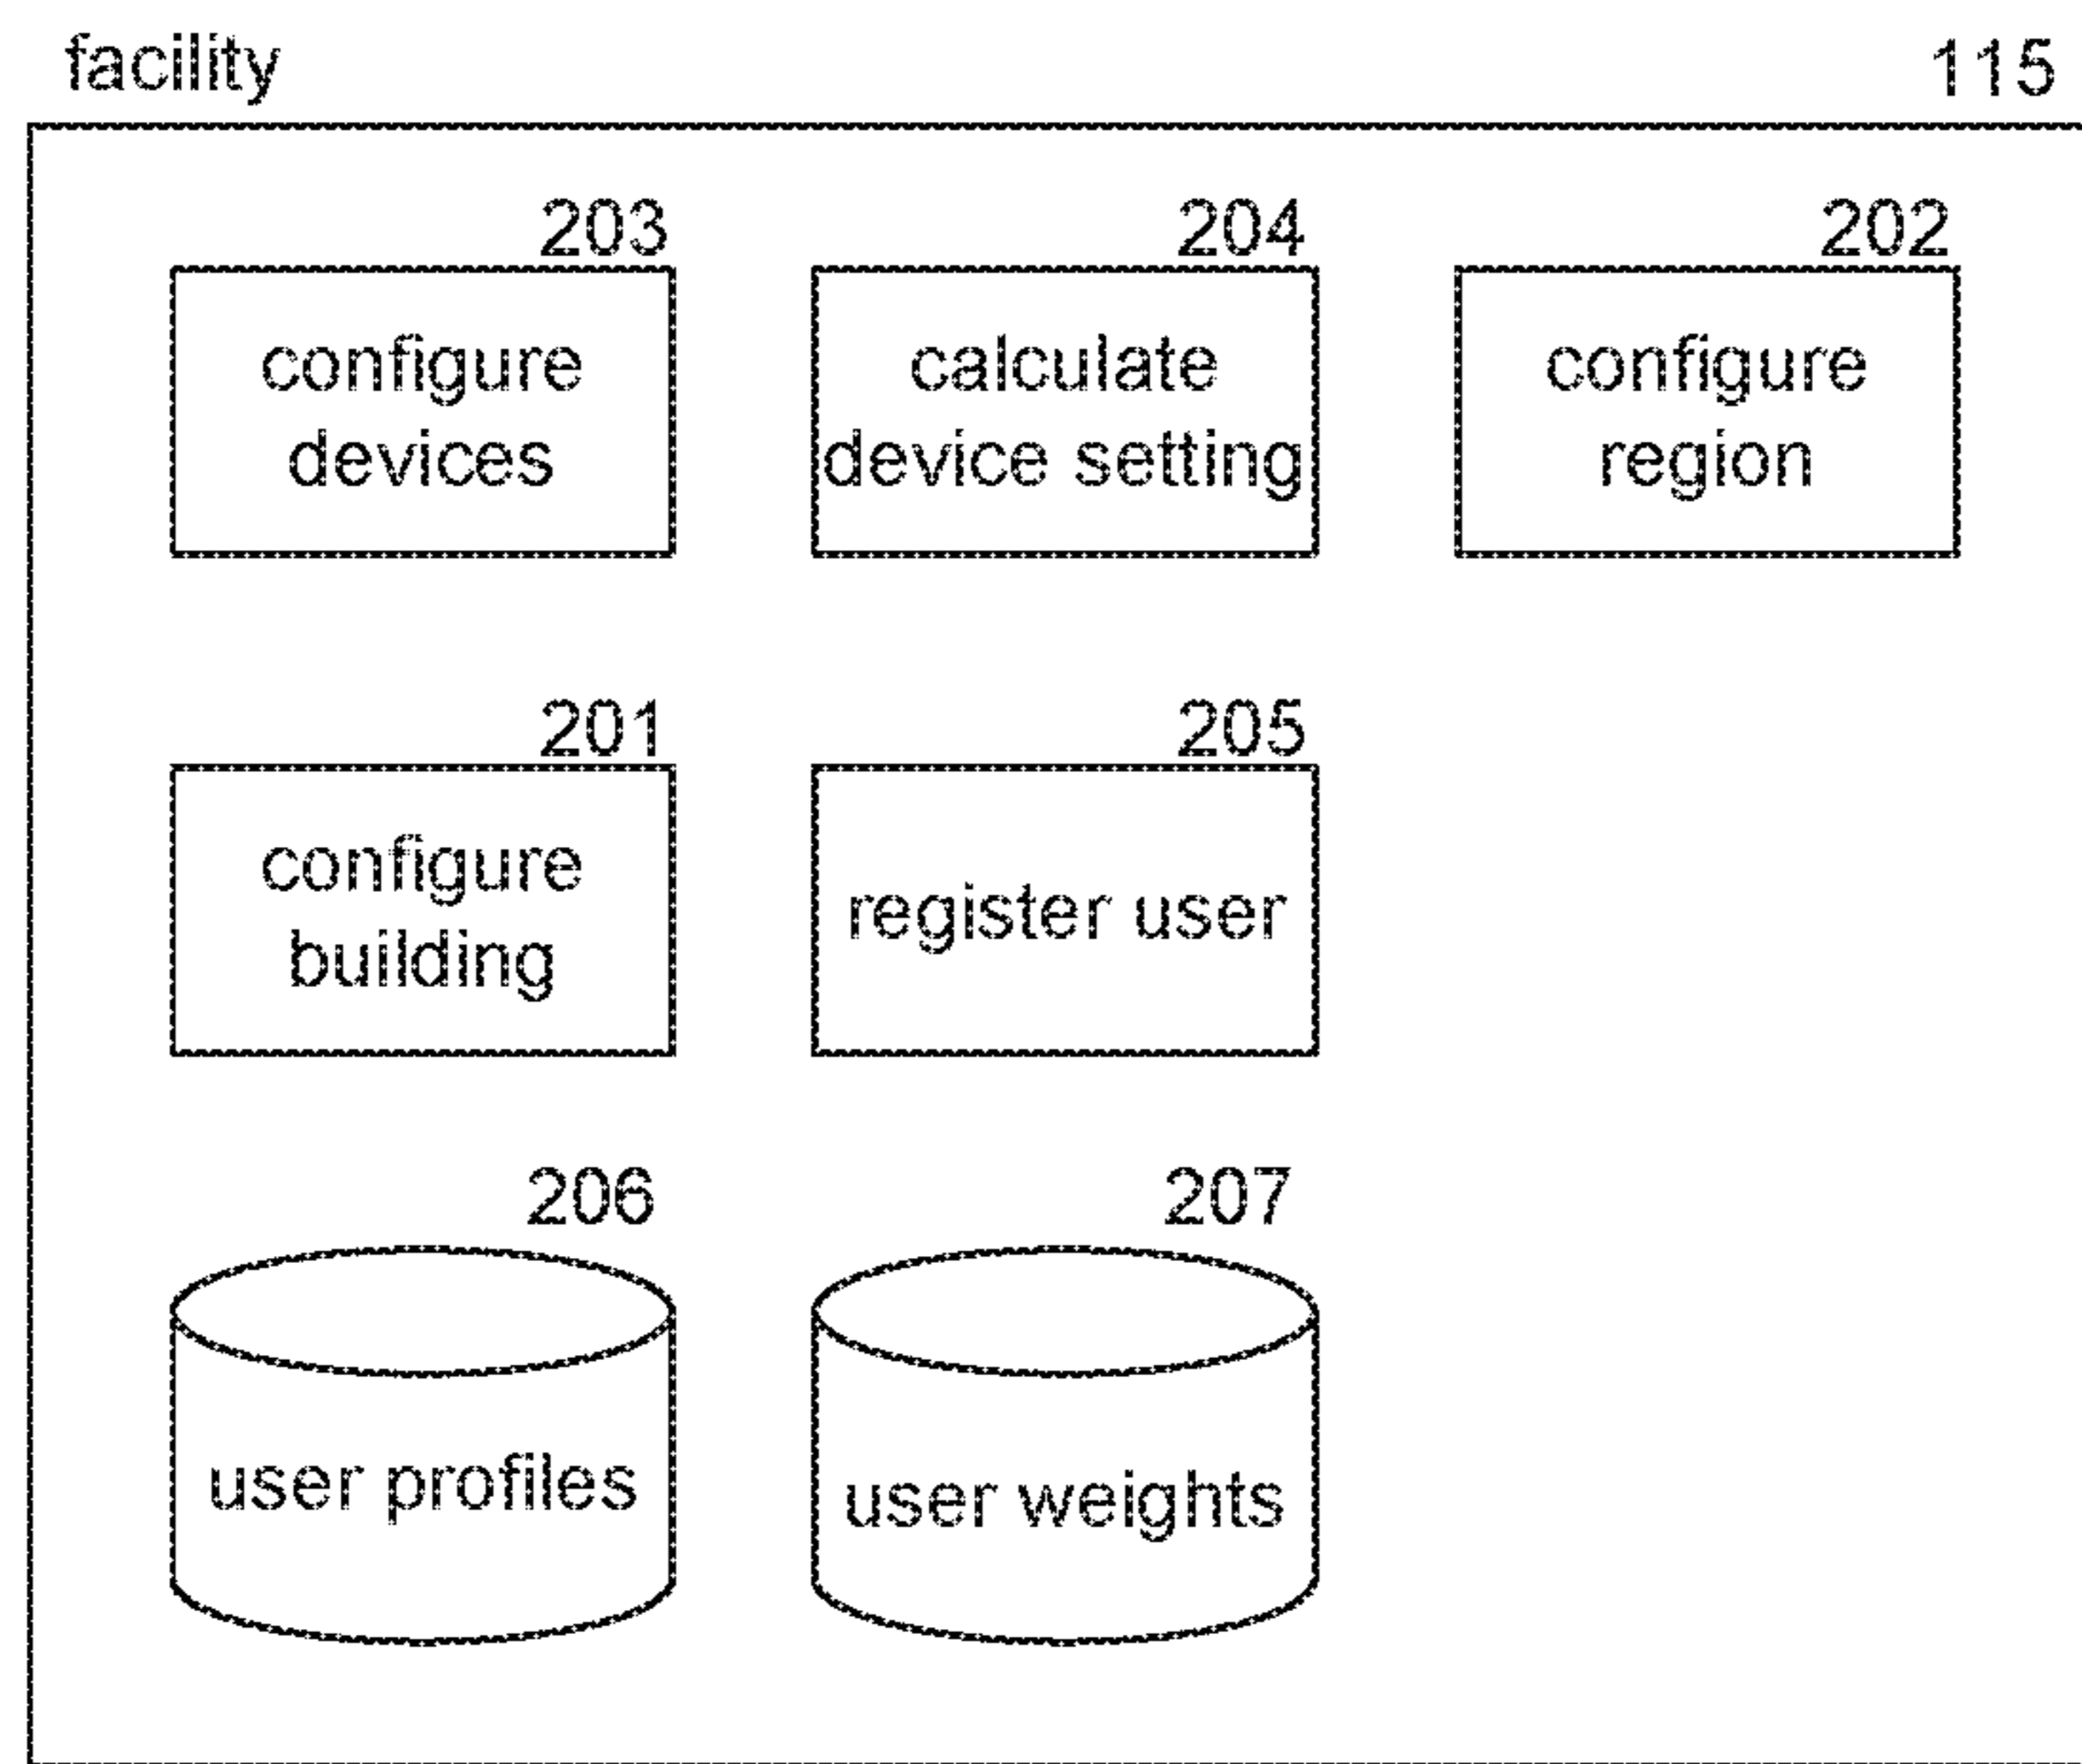 facility 115
203 204 202
configure devices
calculate device setting
configure region
201 205
configure building
register user
206 207
user profiles
user weights